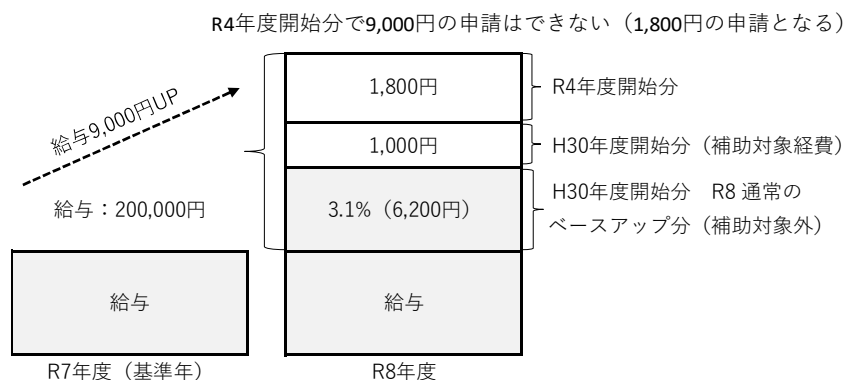 R4年度開始分で9,000円の申請はできない（1,800円の申請となる）
給与9,000円UP
1,800円
R4年度開始分
1,000円
H30年度開始分（補助対象経費）
給与：200,000円
3.1%（6,200円）
H30年度開始分　R8 通常の
ベースアップ分（補助対象外）
給与
給与
R7年度（基準年）
R8年度